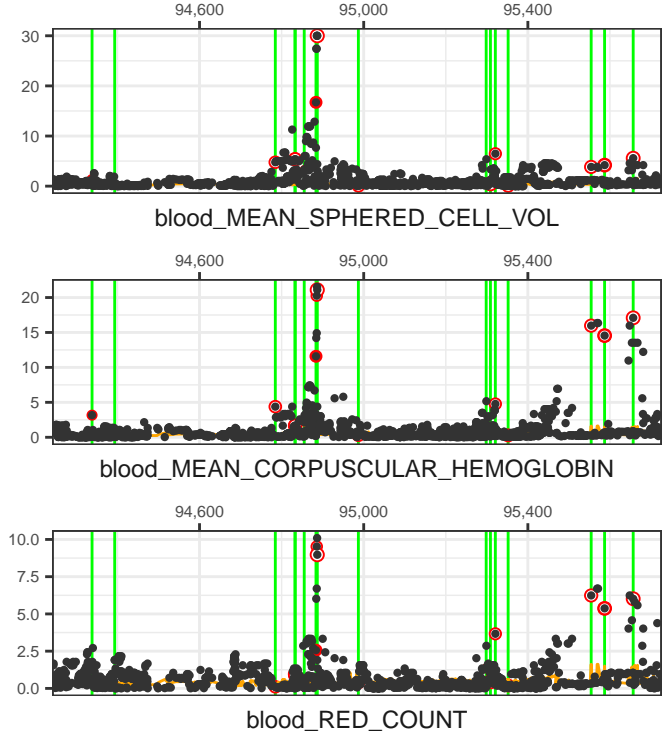 94,600 95,000 95,400
30
20
10
0
blood_MEAN_SPHERED_CELL_VOL
94,600 95,000 95,400
20
15
10
5
0
blood_MEAN_CORPUSCULAR_HEMOGLOBIN
94,600 95,000 95,400
10.0
7.5
5.0
2.5
0.0
blood_RED_COUNT